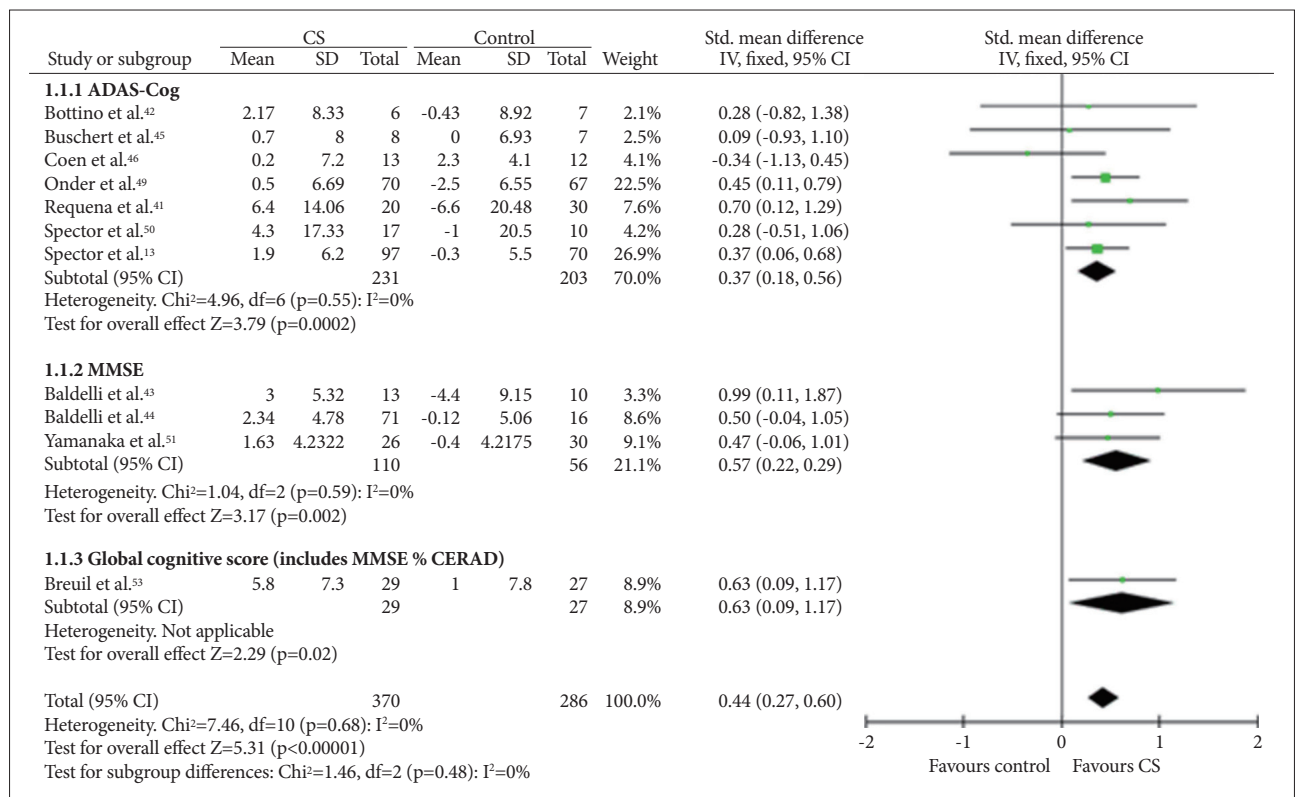 CS Control Std. mean difference Std. mean difference
Study or subgroup Mean SD Total Mean SD Total Weight IV, fixed, 95% CI IV, fixed, 95% CI
1.1.1 ADAS-Cog
Bottino et al.⁴² 2.17 8.33 6 -0.43 8.92 7 2.1% 0.28 (-0.82, 1.38)
Buschert et al.⁴⁵ 0.7 8 8 0 6.93 7 2.5% 0.09 (-0.93, 1.10)
Coen et al.⁴⁶ 0.2 7.2 13 2.3 4.1 12 4.1% -0.34 (-1.13, 0.45)
Onder et al.⁴⁹ 0.5 6.69 70 -2.5 6.55 67 22.5% 0.45 (0.11, 0.79)
Requena et al.⁴¹ 6.4 14.06 20 -6.6 20.48 30 7.6% 0.70 (0.12, 1.29)
Spector et al.⁵⁰ 4.3 17.33 17 -1 20.5 10 4.2% 0.28 (-0.51, 1.06)
Spector et al.¹³ 1.9 6.2 97 -0.3 5.5 70 26.9% 0.37 (0.06, 0.68)
Subtotal (95% CI) 231 203 70.0% 0.37 (0.18, 0.56)
Heterogeneity. Chi²=4.96, df=6 (p=0.55): I²=0%
Test for overall effect Z=3.79 (p=0.0002)
1.1.2 MMSE
Baldelli et al.⁴³ 3 5.32 13 -4.4 9.15 10 3.3% 0.99 (0.11, 1.87)
Baldelli et al.⁴⁴ 2.34 4.78 71 -0.12 5.06 16 8.6% 0.50 (-0.04, 1.05)
Yamanaka et al.⁵¹ 1.63 4.2322 26 -0.4 4.2175 30 9.1% 0.47 (-0.06, 1.01)
Subtotal (95% CI) 110 56 21.1% 0.57 (0.22, 0.29)
Heterogeneity. Chi²=1.04, df=2 (p=0.59): I²=0%
Test for overall effect Z=3.17 (p=0.002)
1.1.3 Global cognitive score (includes MMSE % CERAD)
Breuil et al.⁵³ 5.8 7.3 29 1 7.8 27 8.9% 0.63 (0.09, 1.17)
Subtotal (95% CI) 29 27 8.9% 0.63 (0.09, 1.17)
Heterogeneity. Not applicable
Test for overall effect Z=2.29 (p=0.02)
Total (95% CI) 370 286 100.0% 0.44 (0.27, 0.60)
Heterogeneity. Chi²=7.46, df=10 (p=0.68): I²=0%
Test for overall effect Z=5.31 (p<0.00001)
Test for subgroup differences: Chi²=1.46, df=2 (p=0.48): I²=0%
-2 -1 0 1 2
Favours control Favours CS